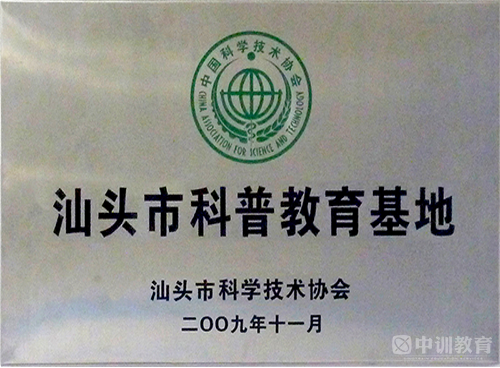 中国科学技术协会
CHINA ASSOCIATION FOR SCIENCE AND TECHNOLOGY
汕头市科普教育基地
汕头市科学技术协会
二〇〇九年十一月
中训教育